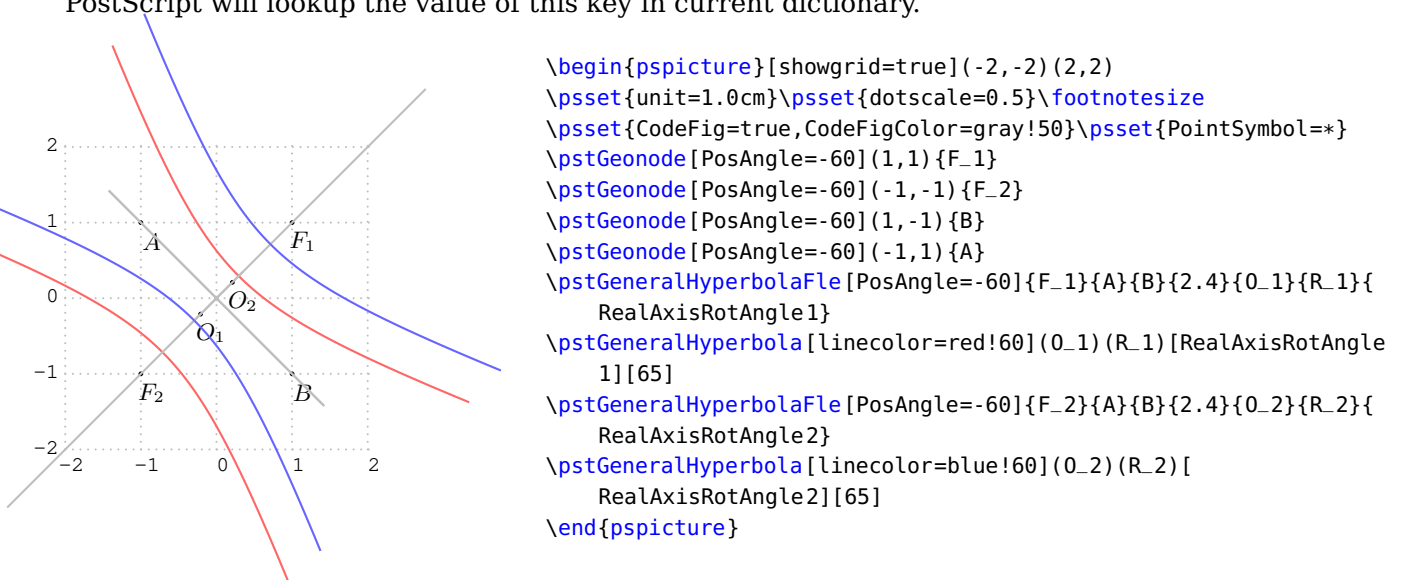 PostScript will lookup the value of this key in current dictionary.
2
1
0
−1
−2
−2 −1 0 1 2
A
F1
O2
O1
F2
B
\begin{pspicture}[showgrid=true](-2,-2)(2,2)
\psset{unit=1.0cm}\psset{dotscale=0.5}\footnotesize
\psset{CodeFig=true,CodeFigColor=gray!50}\psset{PointSymbol=*}
\pstGeonode[PosAngle=-60](1,1){F_1}
\pstGeonode[PosAngle=-60](-1,-1){F_2}
\pstGeonode[PosAngle=-60](1,-1){B}
\pstGeonode[PosAngle=-60](-1,1){A}
\pstGeneralHyperbolaFle[PosAngle=-60]{F_1}{A}{B}{2.4}{O_1}{R_1}{
RealAxisRotAngle1}
\pstGeneralHyperbola[linecolor=red!60](O_1)(R_1)[RealAxisRotAngle
1][65]
\pstGeneralHyperbolaFle[PosAngle=-60]{F_2}{A}{B}{2.4}{O_2}{R_2}{
RealAxisRotAngle2}
\pstGeneralHyperbola[linecolor=blue!60](O_2)(R_2)[
RealAxisRotAngle2][65]
\end{pspicture}